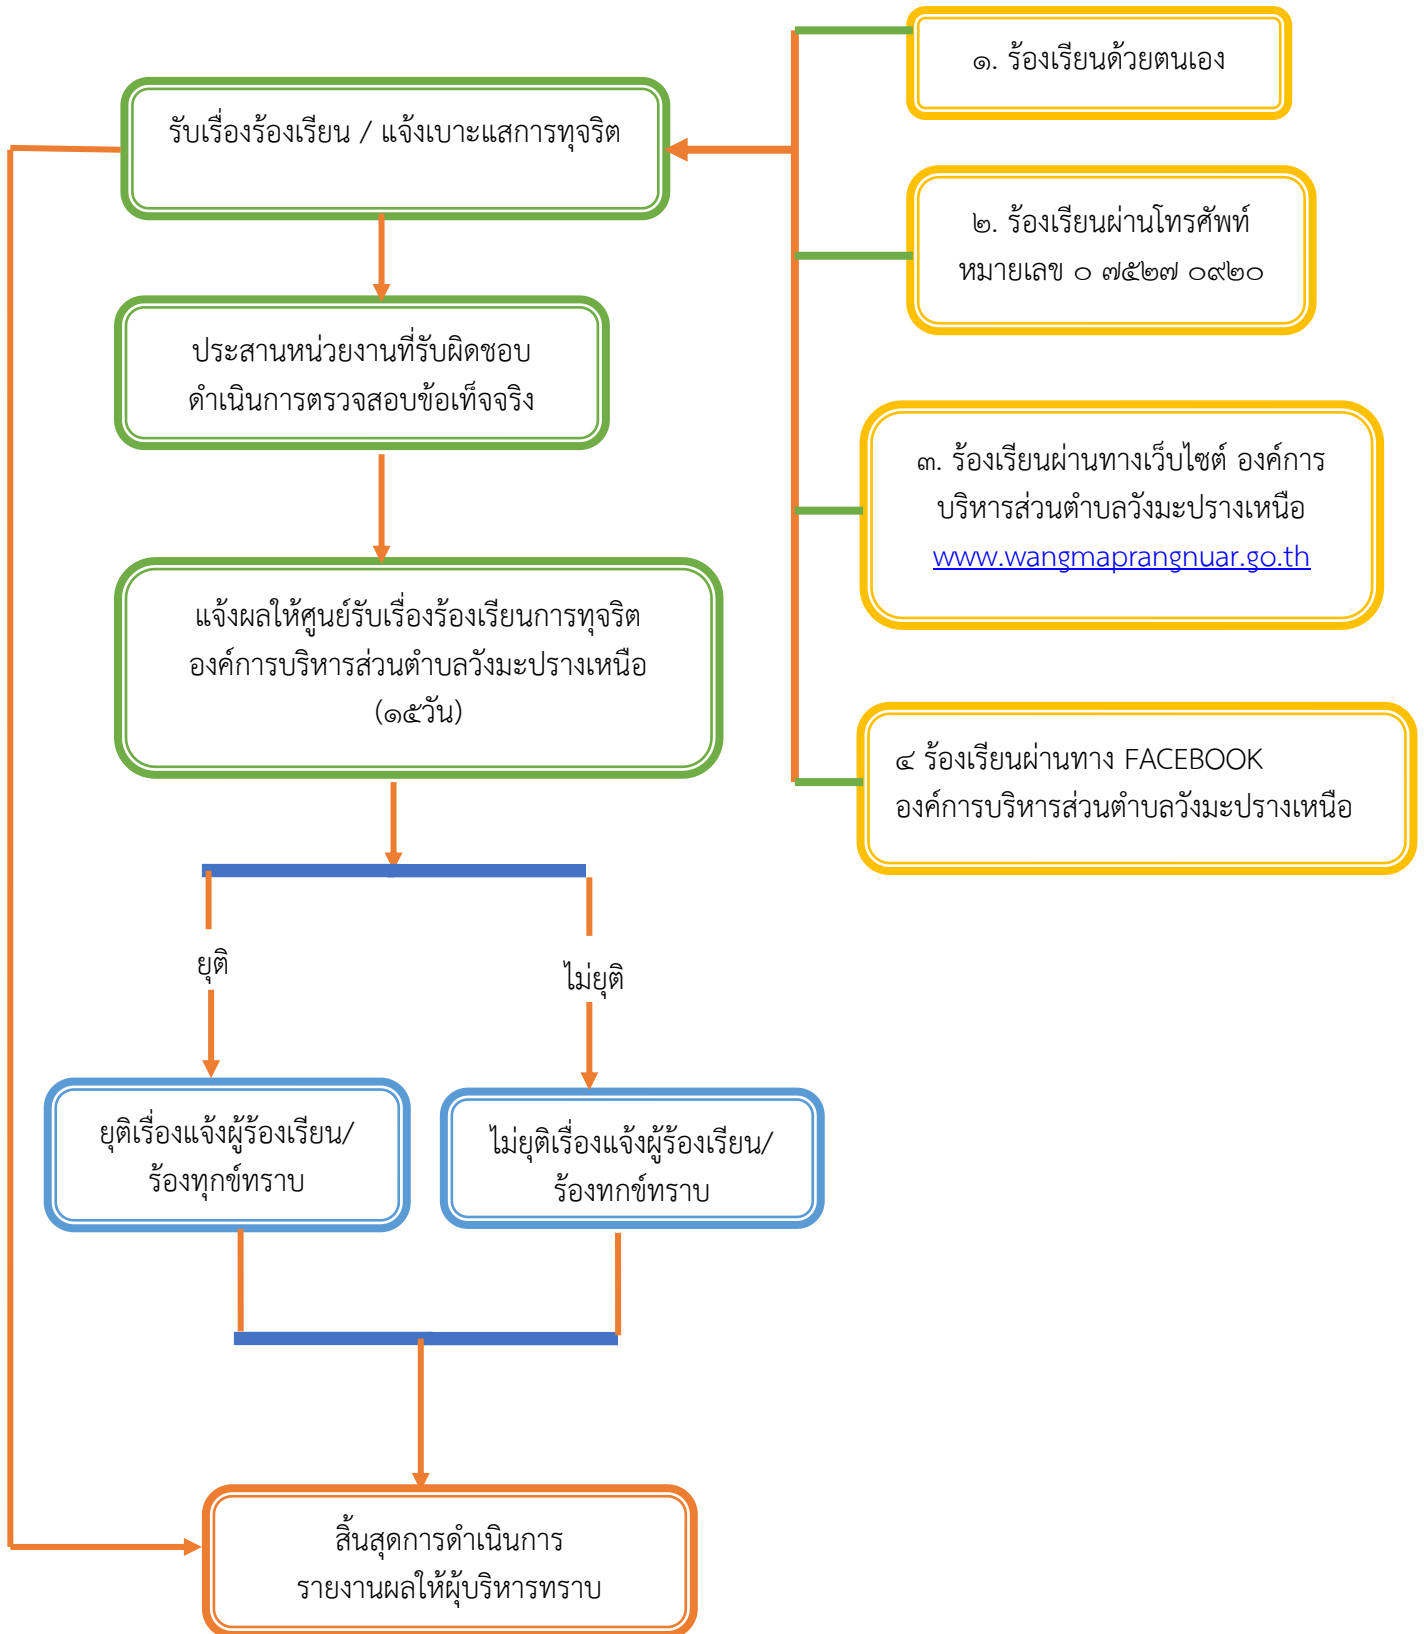 ๑. ร้องเรียนด้วยตนเอง
รับเรื่องร้องเรียน / แจ้งเบาะแสการทุจริต
๒. ร้องเรียนผ่านโทรศัพท์
หมายเลข ๐ ๗๕๒๗ ๐๙๒๐
ประสานหน่วยงานที่รับผิดชอบ
ดำเนินการตรวจสอบข้อเท็จจริง
๓. ร้องเรียนผ่านทางเว็บไซต์ องค์การ
บริหารส่วนตำบลวังมะปรางเหนือ
www.wangmaprangnuar.go.th
แจ้งผลให้ศูนย์รับเรื่องร้องเรียนการทุจริต
องค์การบริหารส่วนตำบลวังมะปรางเหนือ
(๑๕วัน)
๔ ร้องเรียนผ่านทาง FACEBOOK
องค์การบริหารส่วนตำบลวังมะปรางเหนือ
ยุติ
ไม่ยุติ
ยุติเรื่องแจ้งผู้ร้องเรียน/
ร้องทุกข์ทราบ
ไม่ยุติเรื่องแจ้งผู้ร้องเรียน/
ร้องทกข์ทราบ
สิ้นสุดการดำเนินการ
รายงานผลให้ผุ้บริหารทราบ